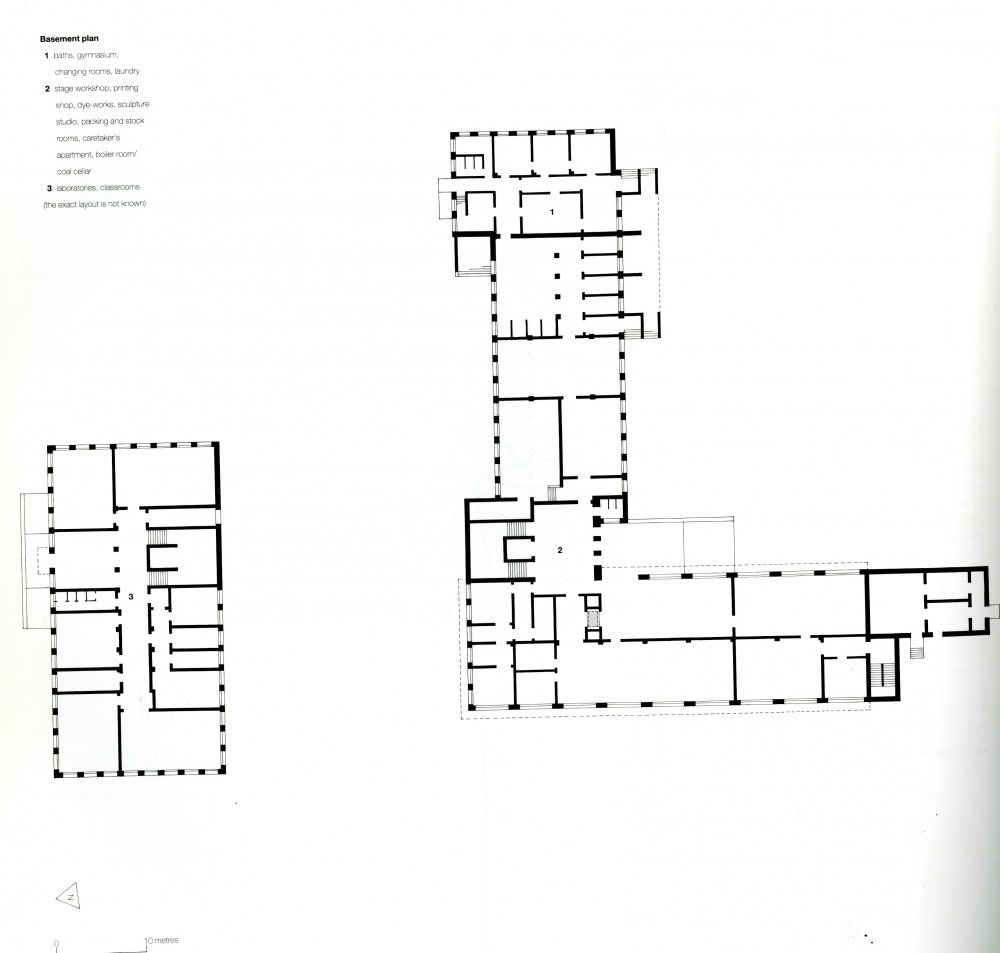 Basement plan
1 baths, gymnasium,
changing rooms, laundry
2 stage workshop, printing
shop, dye-works, sculpture
studio, packing and stock
rooms, caretaker's
apartment, boiler room/
coal cellar
3 laboratories, classrooms
(the exact layout is not known)
1
2
3
N
0 10 metres